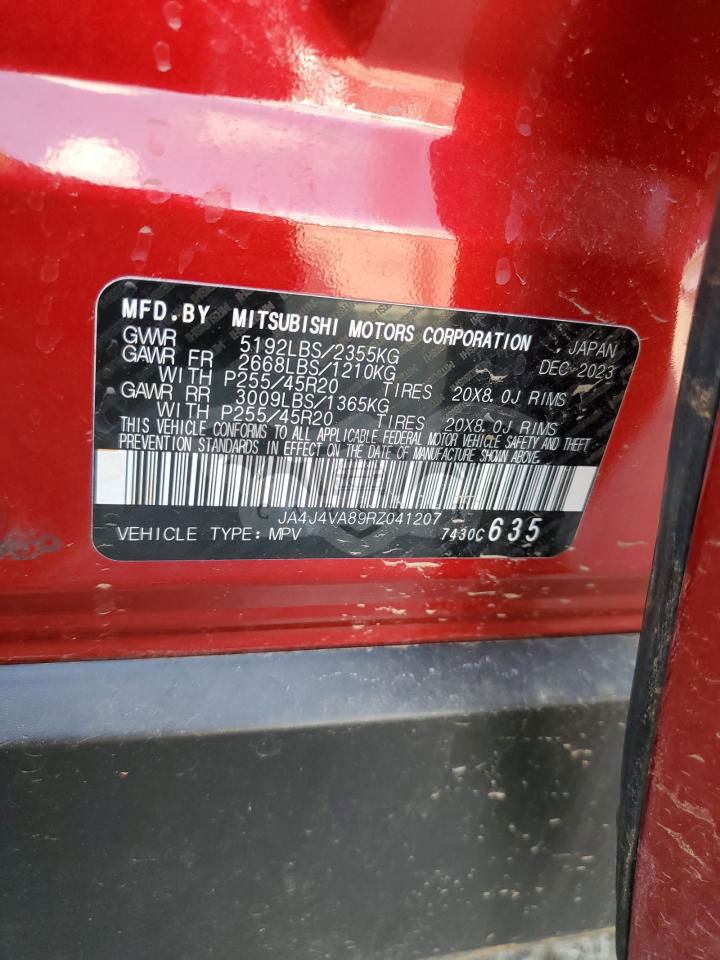 MFD.BY MITSUBISHI MOTORS CORPORATION , JAPAN
GVWR 5192LBS/2355KG DEC 2023
GAWR FR 2668LBS/1210KG
WITH P255/45R20 TIRES 20X8.0J RIMS
GAWR RR 3009LBS/1365KG
WITH P255/45R20 TIRES 20X8.0J RIMS
THIS VEHICLE CONFORMS TO ALL APPLICABLE FEDERAL MOTOR VEHICLE SAFETY AND THEFT
PREVENTION STANDARDS IN EFFECT ON THE DATE OF MANUFACTURE SHOWN ABOVE.
JA4J4VA89RZ041207
VEHICLE TYPE: MPV 7430C 635